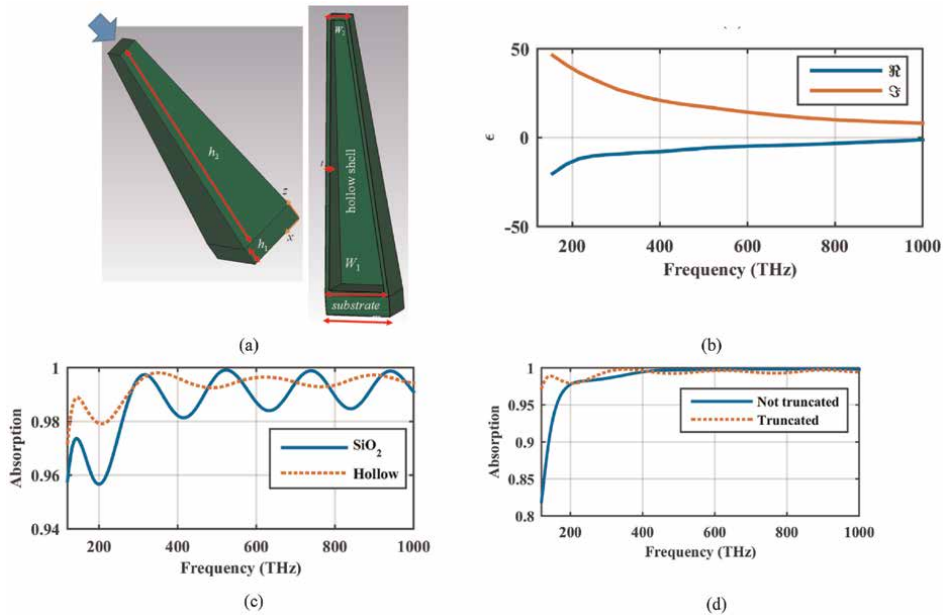 W₂
h₂
hollow shell
t
z
x
h₁
W₁
substrate
(a)
50
0
-50
ϵ
ℜ
ℑ
200 400 600 800 1000
Frequency (THz)
(b)
1
0.98
0.96
0.94
Absorption
SiO₂
Hollow
200 400 600 800 1000
Frequency (THz)
(c)
1
0.95
0.9
0.85
0.8
Absorption
Not truncated
Truncated
200 400 600 800 1000
Frequency (THz)
(d)